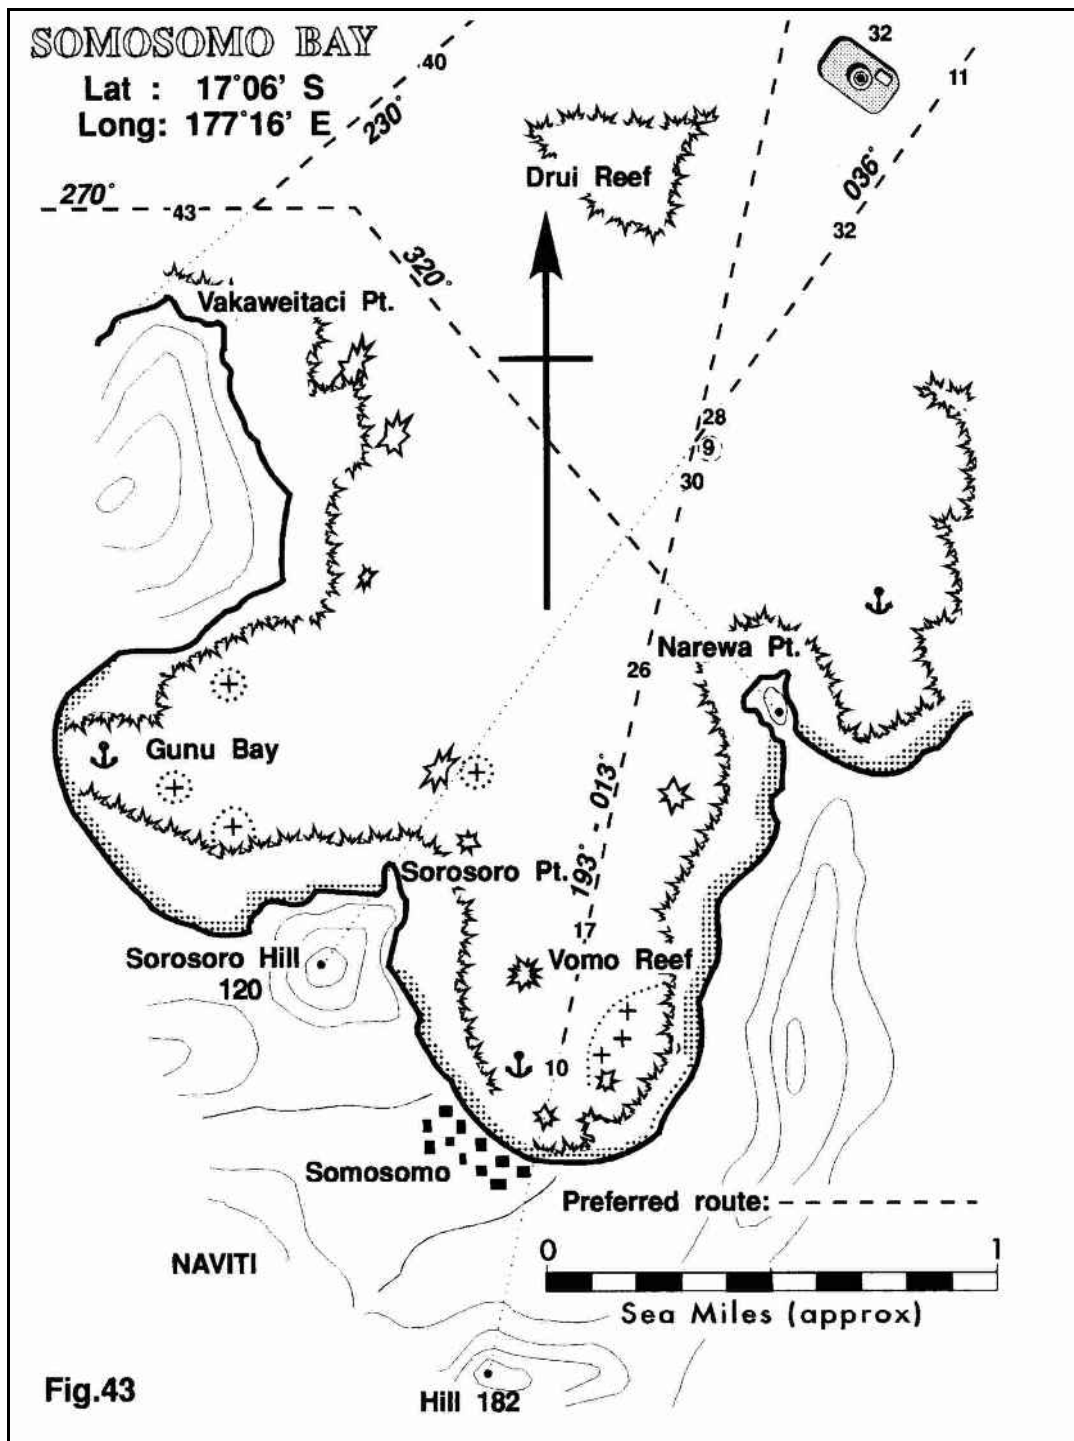 SOMOSOMO BAY
Lat : 17°06' S
Long: 177°16' E
32
40
11
230°
036°
Drui Reef
270°
43
32
320°
Vakaweitaci Pt.
28
9
30
Narewa Pt.
26
Gunu Bay
193° - 013°
Sorosoro Pt.
17
Sorosoro Hill
120
Vomo Reef
10
Somosomo
Preferred route:
NAVITI
0 1
Sea Miles (approx)
Fig.43
Hill 182